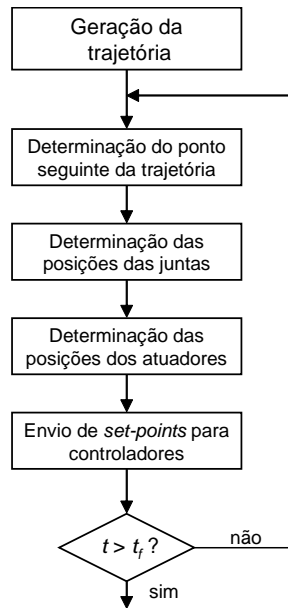 Geração da
trajetória
Determinação do ponto
seguinte da trajetória
Determinação das
posições das juntas
Determinação das
posições dos atuadores
Envio de set-points para
controladores
t > tf ?
não
sim